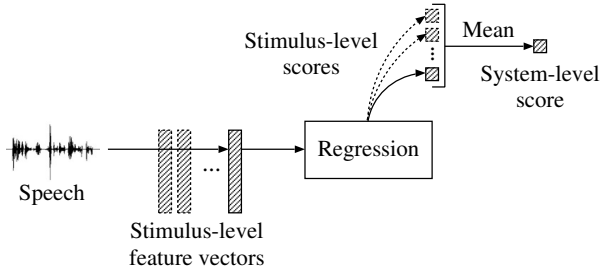 Stimulus-level
scores
Mean
System-level
score
Regression
Speech
...
Stimulus-level
feature vectors